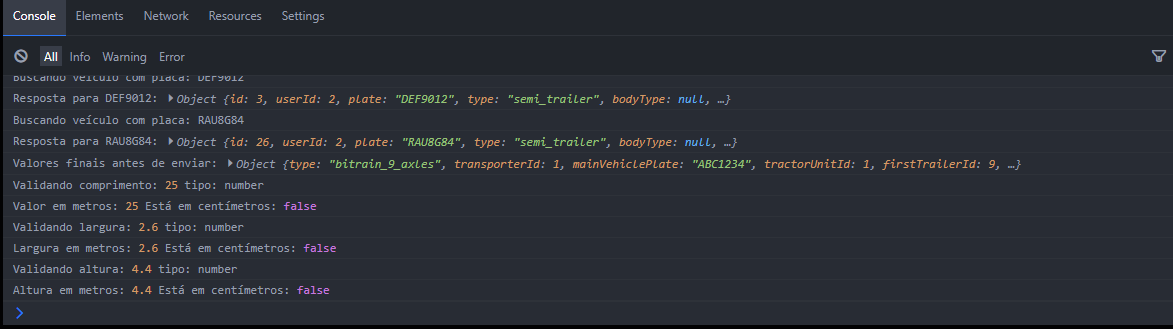 Console Elements Network Resources Settings
All Info Warning Error
Buscando veículo com placa: DEF9012
Resposta para DEF9012: ▶Object {id: 3, userId: 2, plate: "DEF9012", type: "semi_trailer", bodyType: null, …}
Buscando veículo com placa: RAU8G84
Resposta para RAU8G84: ▶Object {id: 26, userId: 2, plate: "RAU8G84", type: "semi_trailer", bodyType: null, …}
Valores finais antes de enviar: ▶Object {type: "bitrain_9_axles", transporterId: 1, mainVehiclePlate: "ABC1234", tractorUnitId: 1, firstTrailerId: 9, …}
Validando comprimento: 25 tipo: number
Valor em metros: 25 Está em centímetros: false
Validando largura: 2.6 tipo: number
Largura em metros: 2.6 Está em centímetros: false
Validando altura: 4.4 tipo: number
Altura em metros: 4.4 Está em centímetros: false